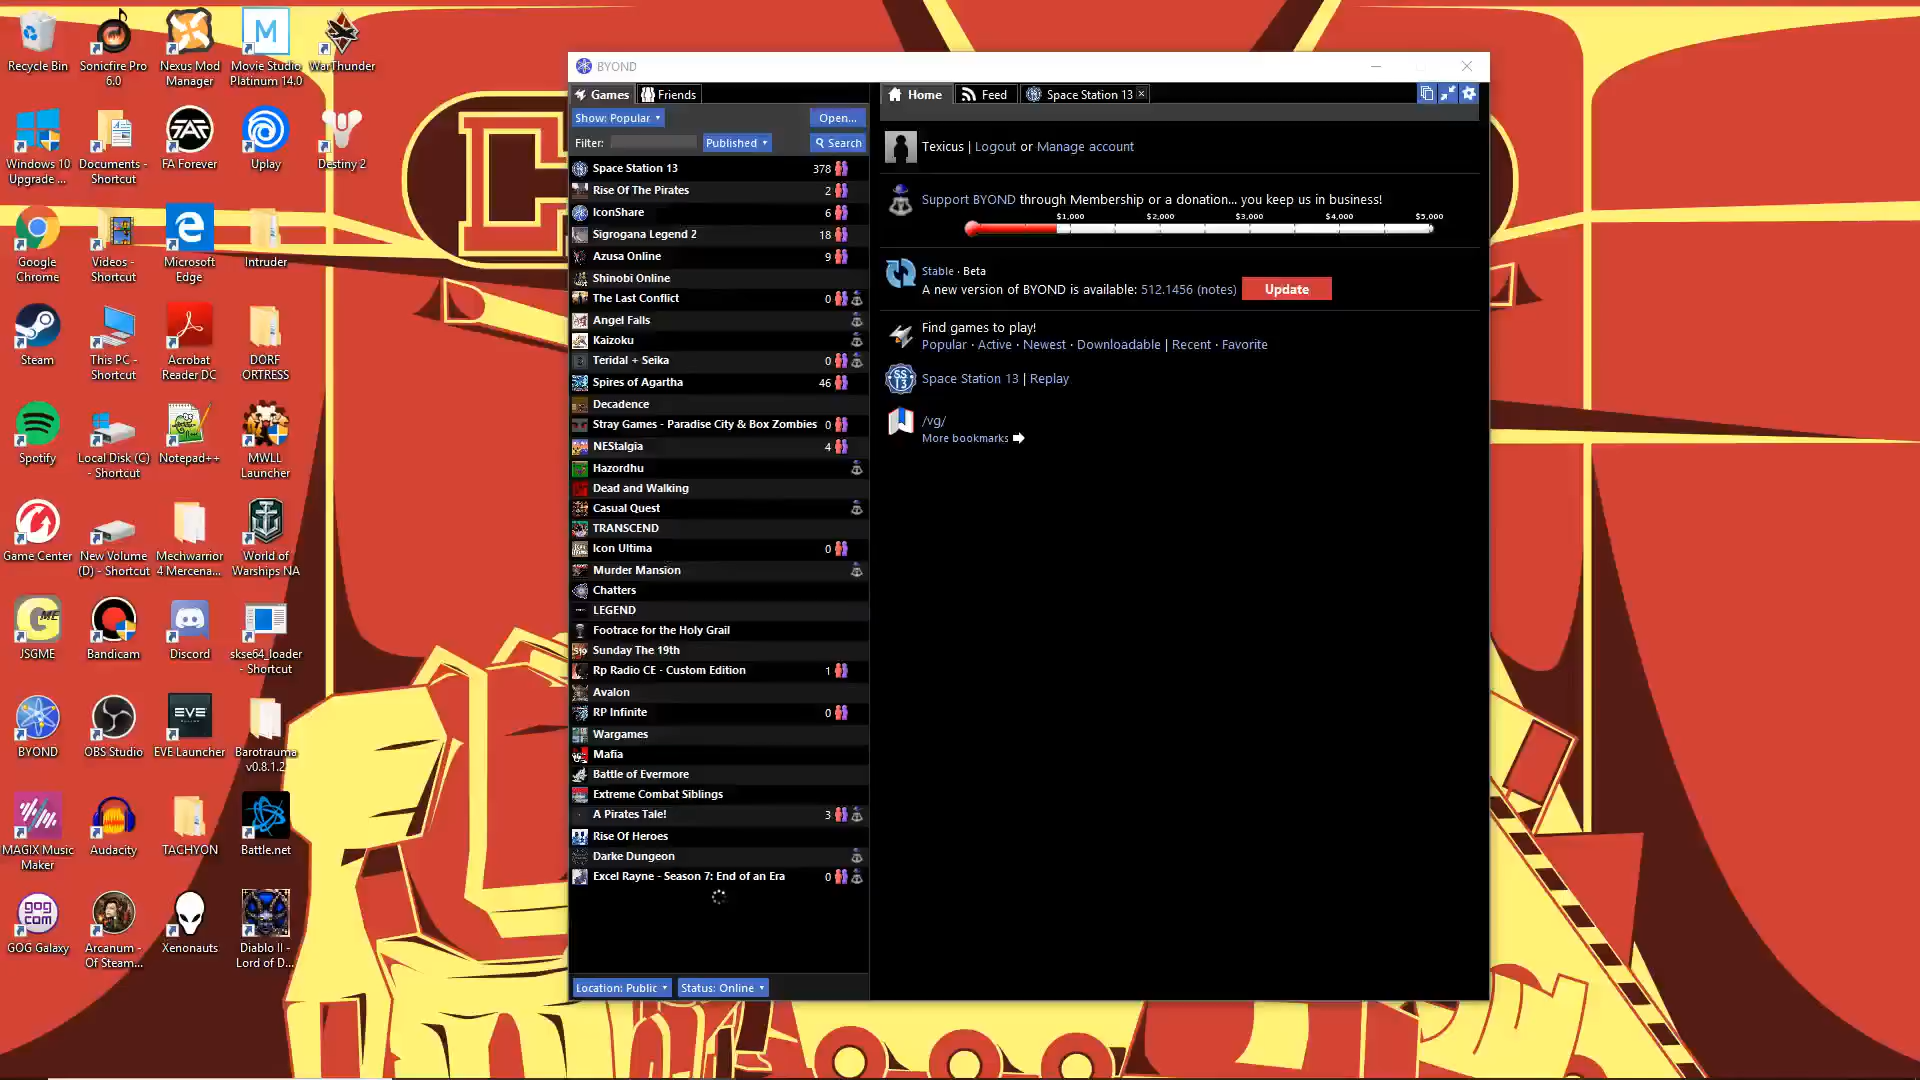 Recycle Bin
Sonicfire Pro 6.0
Nexus Mod Manager
M
Movie Studio Platinum 14.0
WarThunder
Windows 10 Upgrade ...
Documents - Shortcut
FAF
FA Forever
Uplay
Destiny 2
Google Chrome
Videos - Shortcut
Microsoft Edge
Intruder
Steam
This PC - Shortcut
Acrobat Reader DC
DORF ORTRESS
Spotify
Local Disk (C) - Shortcut
Notepad++
MWLL Launcher
Game Center
New Volume (D) - Shortcut
Mechwarrior 4 Mercena...
World of Warships NA
ME
JSGME
Bandicam
Discord
skse64_loader - Shortcut
BYOND
OBS Studio
EVE
EVE Launcher
Barotrauma v0.8.1.2
MAGIX Music Maker
Audacity
TACHYON
Battle.net
gog com
GOG Galaxy
Arcanum - Of Steam...
Xenonauts
Diablo II - Lord of D...
BYOND
Games
Friends
Show: Popular
Open...
Filter:
Published
Search
Space Station 13 378
Rise Of The Pirates 2
IconShare 6
Sigrogana Legend 2 18
Azusa Online 9
Shinobi Online
The Last Conflict 0
Angel Falls
Kaizoku
Teridal + Seika 0
Spires of Agartha 46
Decadence
Stray Games - Paradise City & Box Zombies 0
NEStalgia 4
Hazordhu
Dead and Walking
Casual Quest
TRANSCEND
Icon Ultima 0
Murder Mansion
Chatters
LEGEND
Footrace for the Holy Grail
Sunday The 19th
Rp Radio CE - Custom Edition 1
Avalon
RP Infinite 0
Wargames
Mafia
Battle of Evermore
Extreme Combat Siblings
A Pirates Tale! 3
Rise Of Heroes
Darke Dungeon
Excel Rayne - Season 7: End of an Era 0
Location: Public
Status: Online
Home
Feed
Space Station 13
Texicus | Logout or Manage account
Support BYOND through Membership or a donation... you keep us in business!
$1,000 $2,000 $3,000 $4,000 $5,000
Stable · Beta
A new version of BYOND is available: 512.1456 (notes)
Update
Find games to play!
Popular · Active · Newest · Downloadable | Recent · Favorite
SS 13
Space Station 13 | Replay
/vg/
More bookmarks